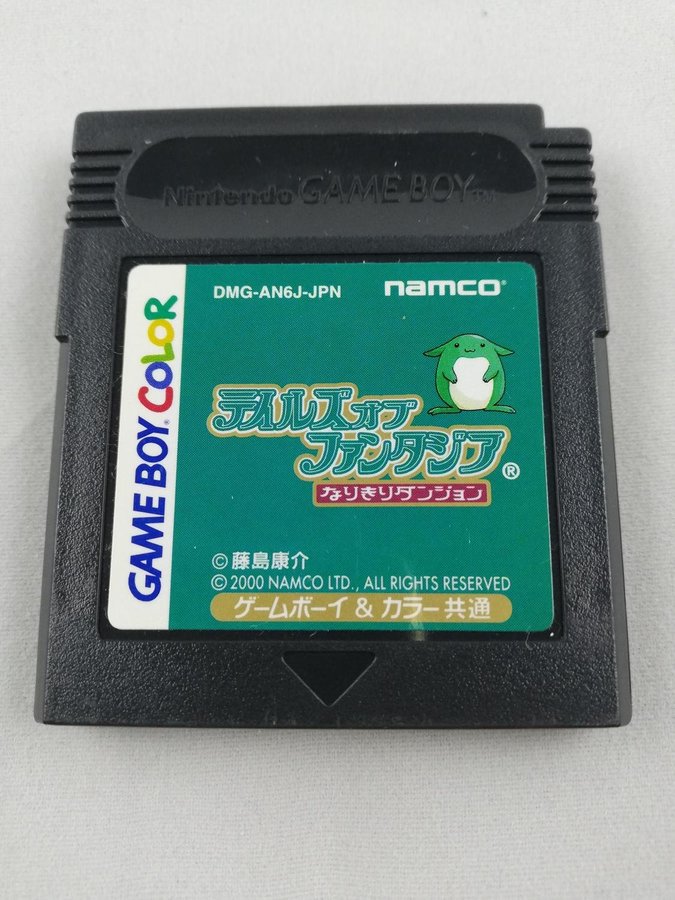 Nintendo GAME BOY TM
GAME BOY COLOR
DMG-AN6J-JPN
namco®
テイルズオブ
ファンタジア®
なりきりダンジョン
©藤島康介
© 2000 NAMCO LTD., ALL RIGHTS RESERVED
ゲームボーイ & カラー共通